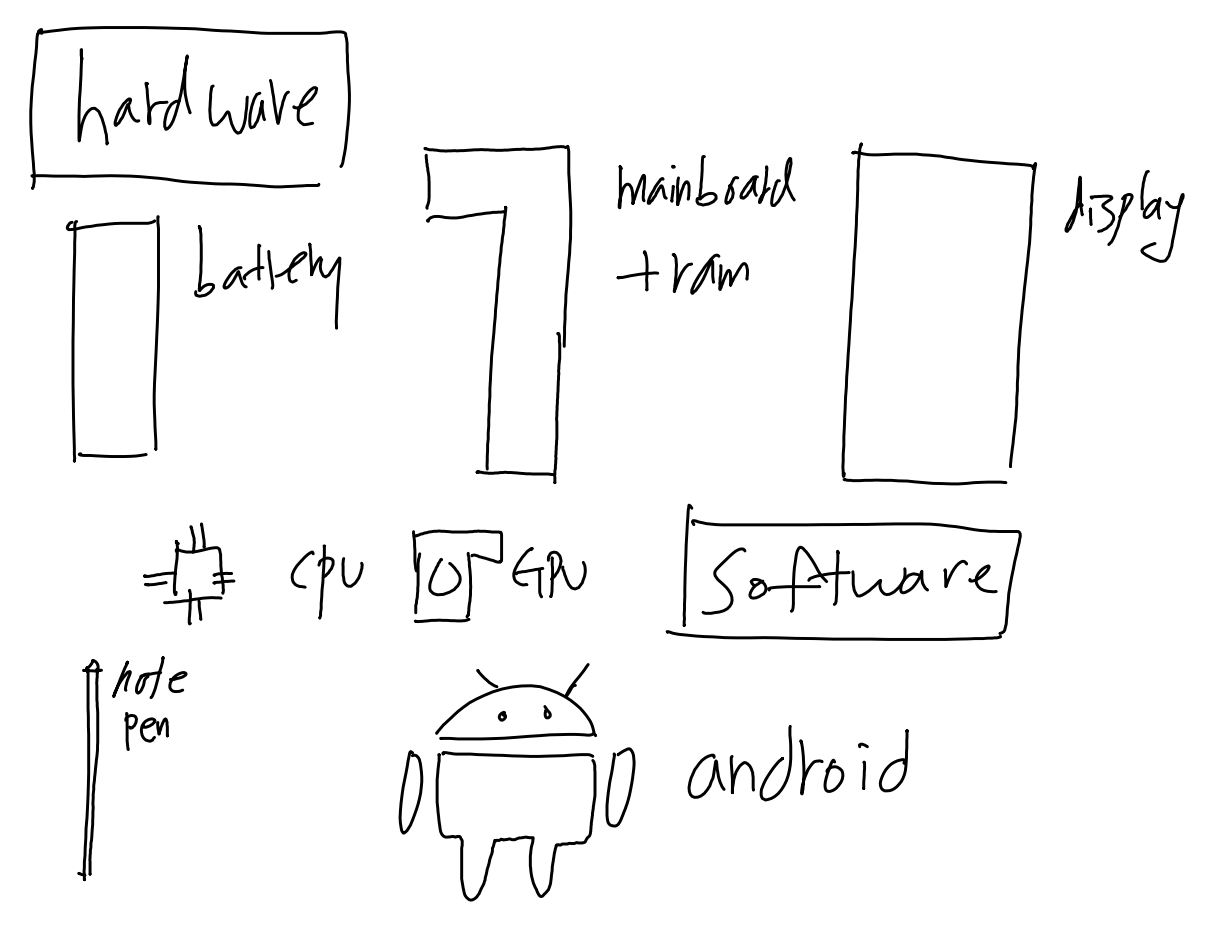 hardware
battery
mainboard
+ram
display
CPU
GPU
Software
note
pen
android